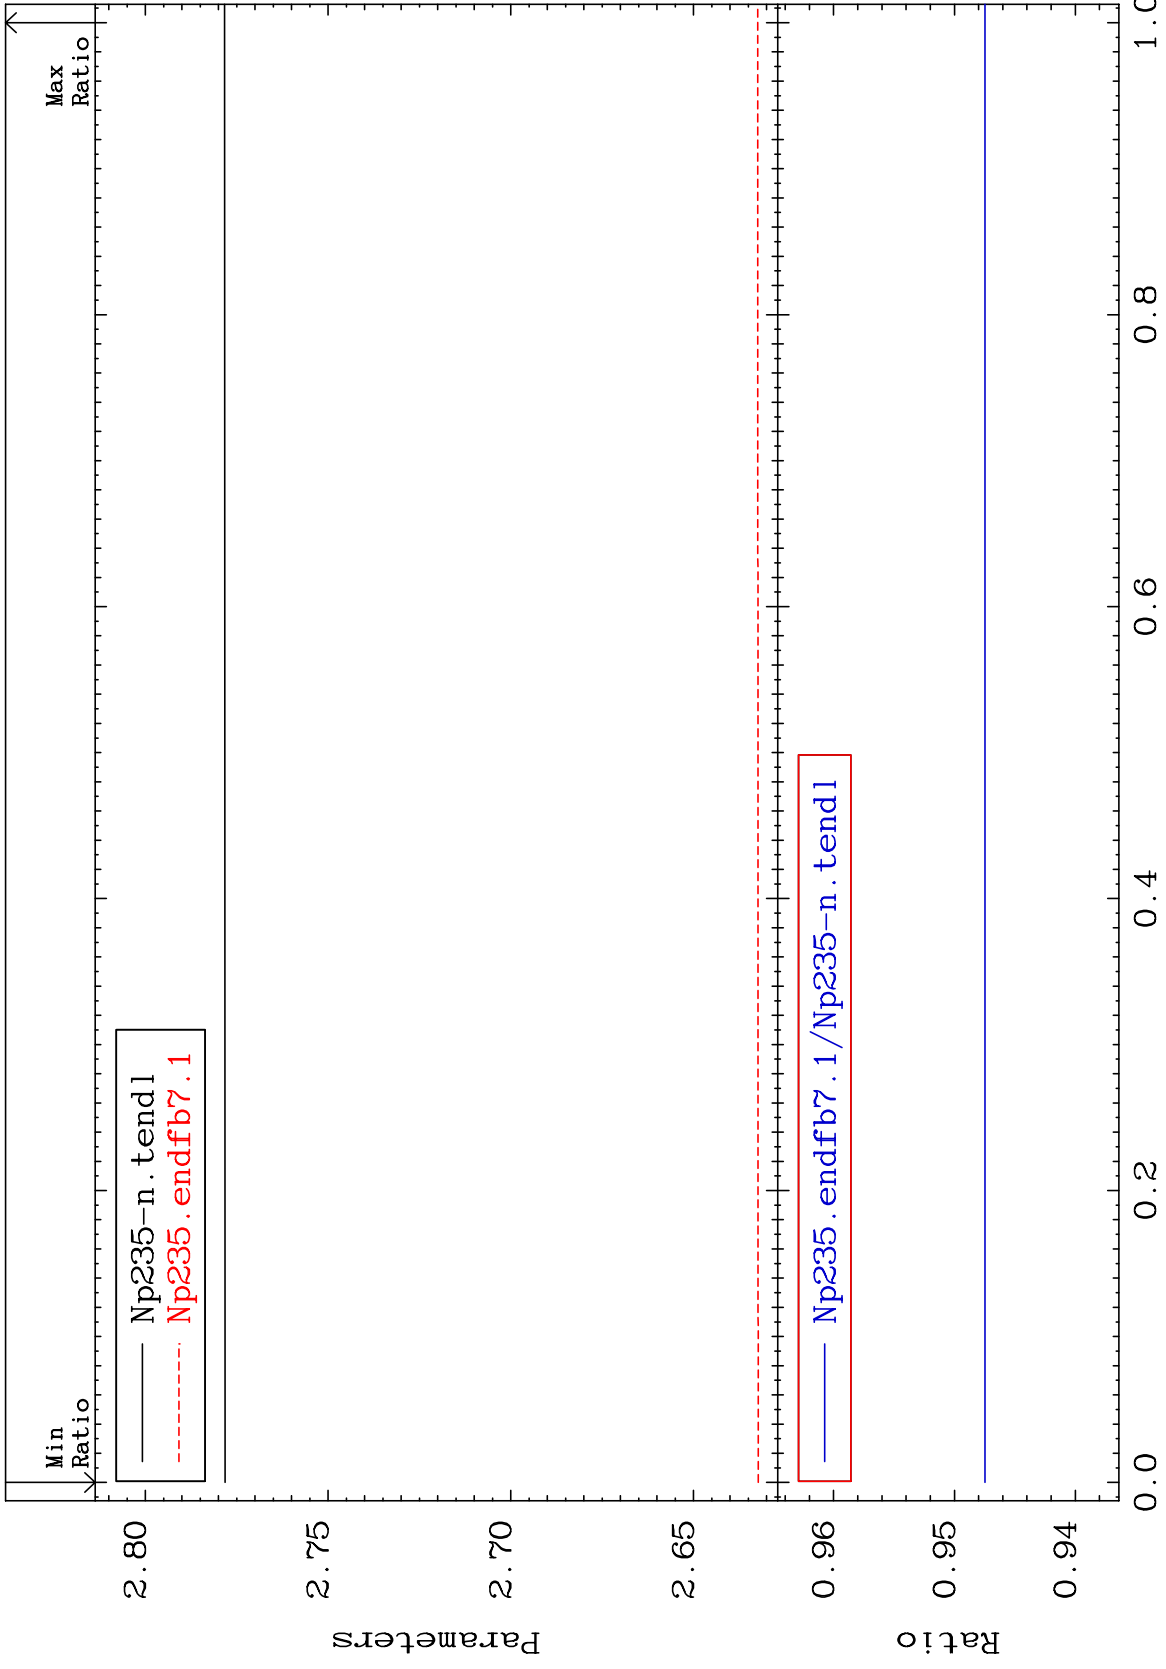 Min
Ratio
Max
Ratio
Np235-n.tendl
Np235.endfb7.1
2.80
2.75
2.70
2.65
Parameters
Np235.endfb7.1/Np235-n.tendl
0.96
0.95
0.94
Ratio
0.0
0.2
0.4
0.6
0.8